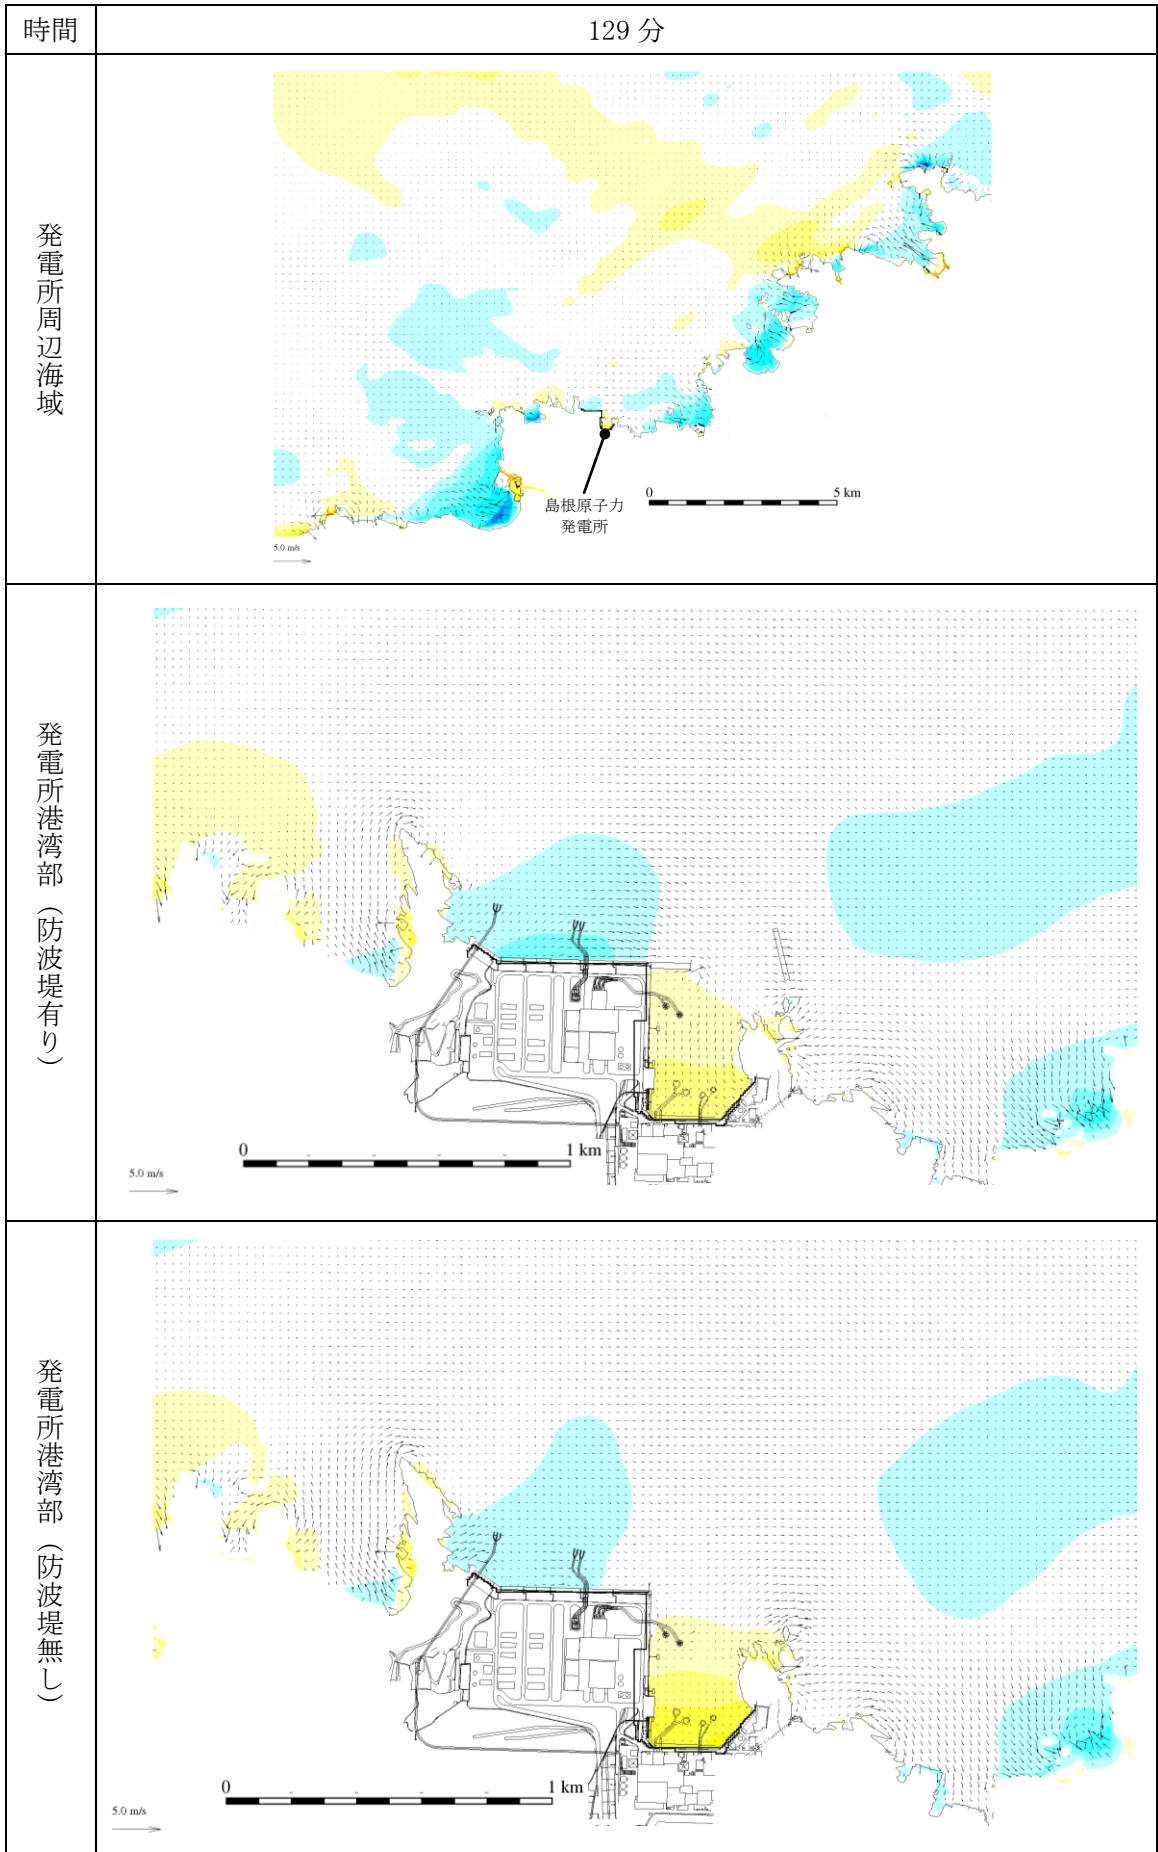 時間
129 分
発電所周辺海域
島根原子力
発電所
0 5 km
5.0 m/s
発電所港湾部（防波堤有り）
0 1 km
5.0 m/s
発電所港湾部（防波堤無し）
0 1 km
5.0 m/s